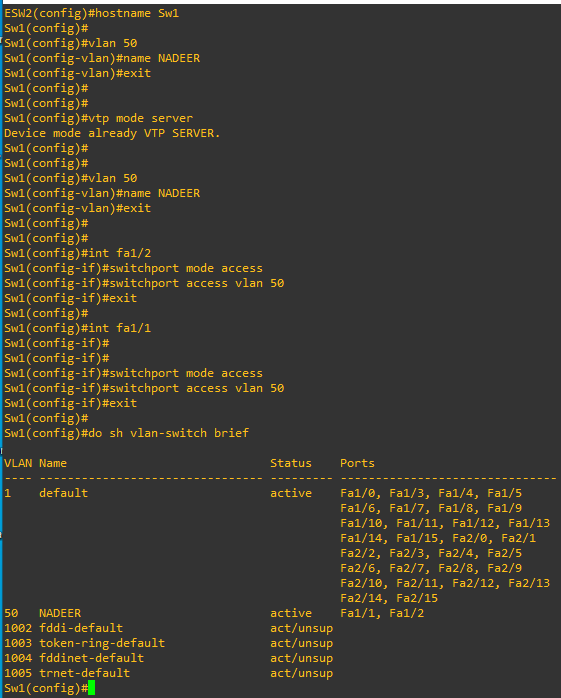 ESW2(config)#hostname Sw1
Sw1(config)#
Sw1(config)#vlan 50
Sw1(config-vlan)#name NADEER
Sw1(config-vlan)#exit
Sw1(config)#
Sw1(config)#
Sw1(config)#vtp mode server
Device mode already VTP SERVER.
Sw1(config)#
Sw1(config)#
Sw1(config)#vlan 50
Sw1(config-vlan)#name NADEER
Sw1(config-vlan)#exit
Sw1(config)#
Sw1(config)#
Sw1(config)#int fa1/2
Sw1(config-if)#switchport mode access
Sw1(config-if)#switchport access vlan 50
Sw1(config-if)#exit
Sw1(config)#
Sw1(config)#int fa1/1
Sw1(config-if)#
Sw1(config-if)#
Sw1(config-if)#switchport mode access
Sw1(config-if)#switchport access vlan 50
Sw1(config-if)#exit
Sw1(config)#
Sw1(config)#do sh vlan-switch brief

VLAN Name                             Status    Ports
---- -------------------------------- --------- -------------------------------
1    default                          active    Fa1/0, Fa1/3, Fa1/4, Fa1/5
                                                Fa1/6, Fa1/7, Fa1/8, Fa1/9
                                                Fa1/10, Fa1/11, Fa1/12, Fa1/13
                                                Fa1/14, Fa1/15, Fa2/0, Fa2/1
                                                Fa2/2, Fa2/3, Fa2/4, Fa2/5
                                                Fa2/6, Fa2/7, Fa2/8, Fa2/9
                                                Fa2/10, Fa2/11, Fa2/12, Fa2/13
                                                Fa2/14, Fa2/15
50   NADEER                           active    Fa1/1, Fa1/2
1002 fddi-default                     act/unsup
1003 token-ring-default               act/unsup
1004 fddinet-default                  act/unsup
1005 trnet-default                    act/unsup
Sw1(config)#